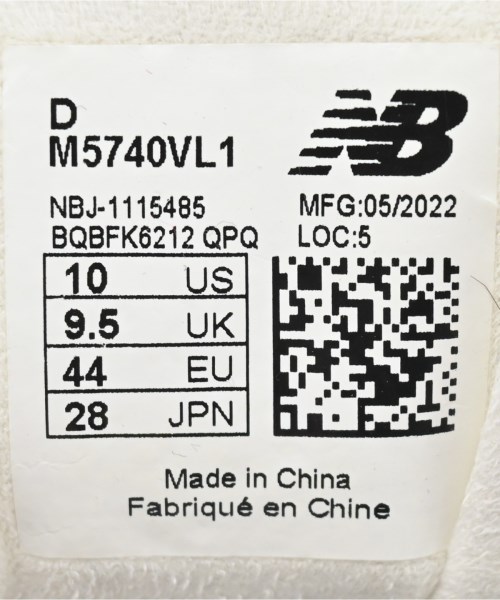 D
M5740VL1
NB
NBJ-1115485
MFG:05/2022
BQBFK6212 QPQ
LOC:5
10 US
9.5 UK
44 EU
28 JPN
Made in China
Fabriqué en Chine